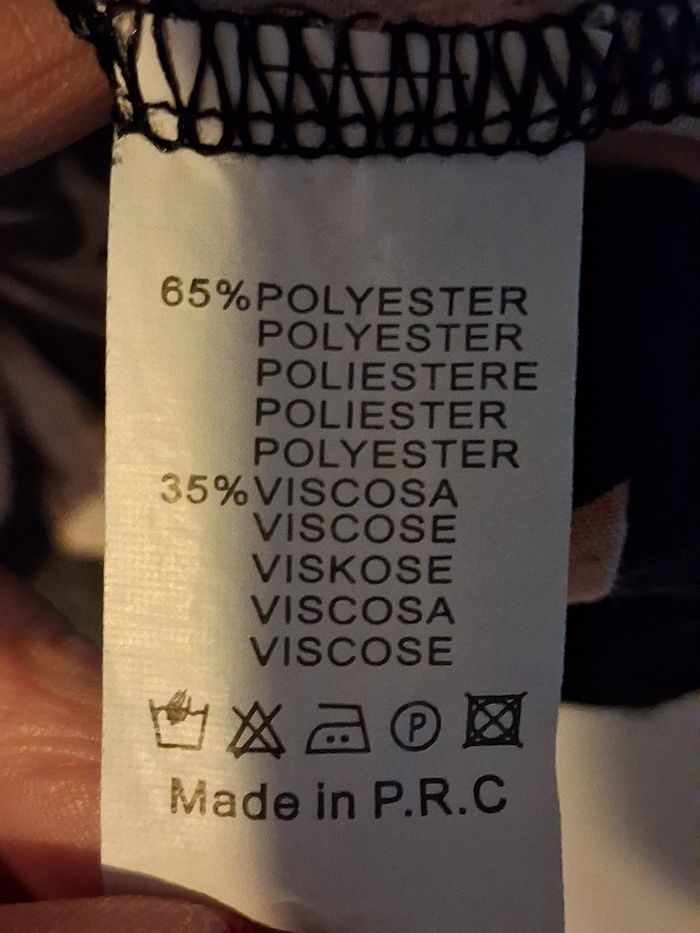 65%POLYESTER
POLYESTER
POLIESTERE
POLIESTER
POLYESTER
35%VISCOSA
VISCOSE
VISKOSE
VISCOSA
VISCOSE
P
Made in P.R.C